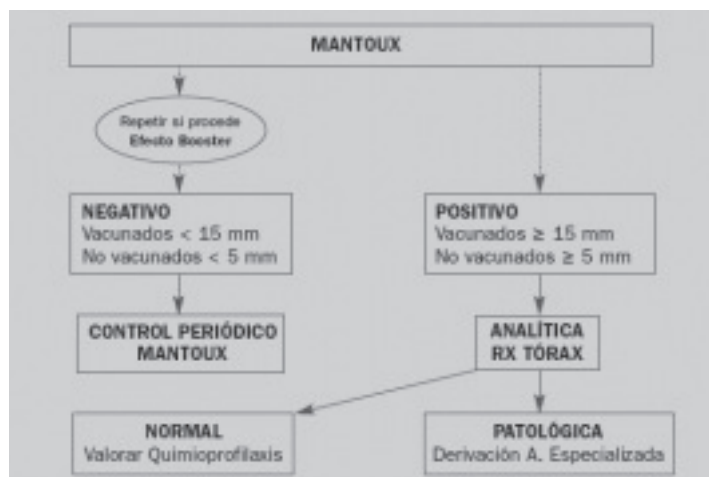 MANTOUX
Repetir si procede
Efecto Booster
NEGATIVO
Vacunados < 15 mm
No vacunados < 5 mm
POSITIVO
Vacunados ≥ 15 mm
No vacunados ≥ 5 mm
CONTROL PERIÓDICO
MANTOUX
ANALÍTICA
RX TÓRAX
NORMAL
Valorar Quimioprofilaxis
PATOLÓGICA
Derivación A. Especializada